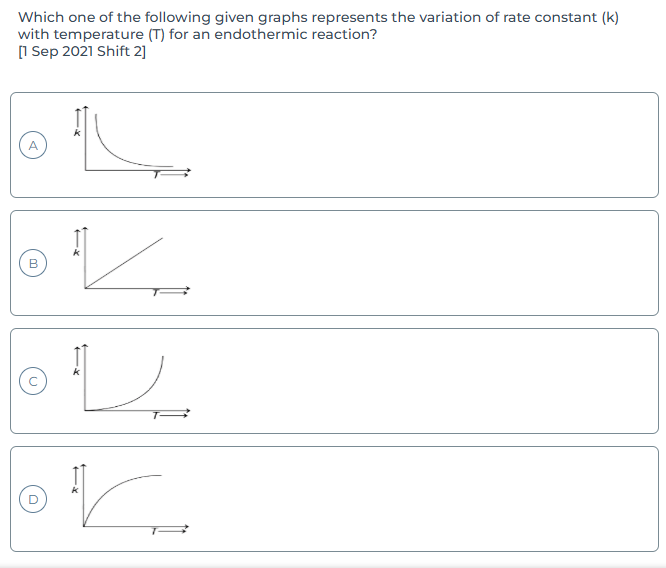 Which one of the following given graphs represents the variation of rate constant (k)
with temperature (T) for an endothermic reaction?
[1 Sep 2021 Shift 2]
A
k
T
B
k
T
C
k
T
D
k
T